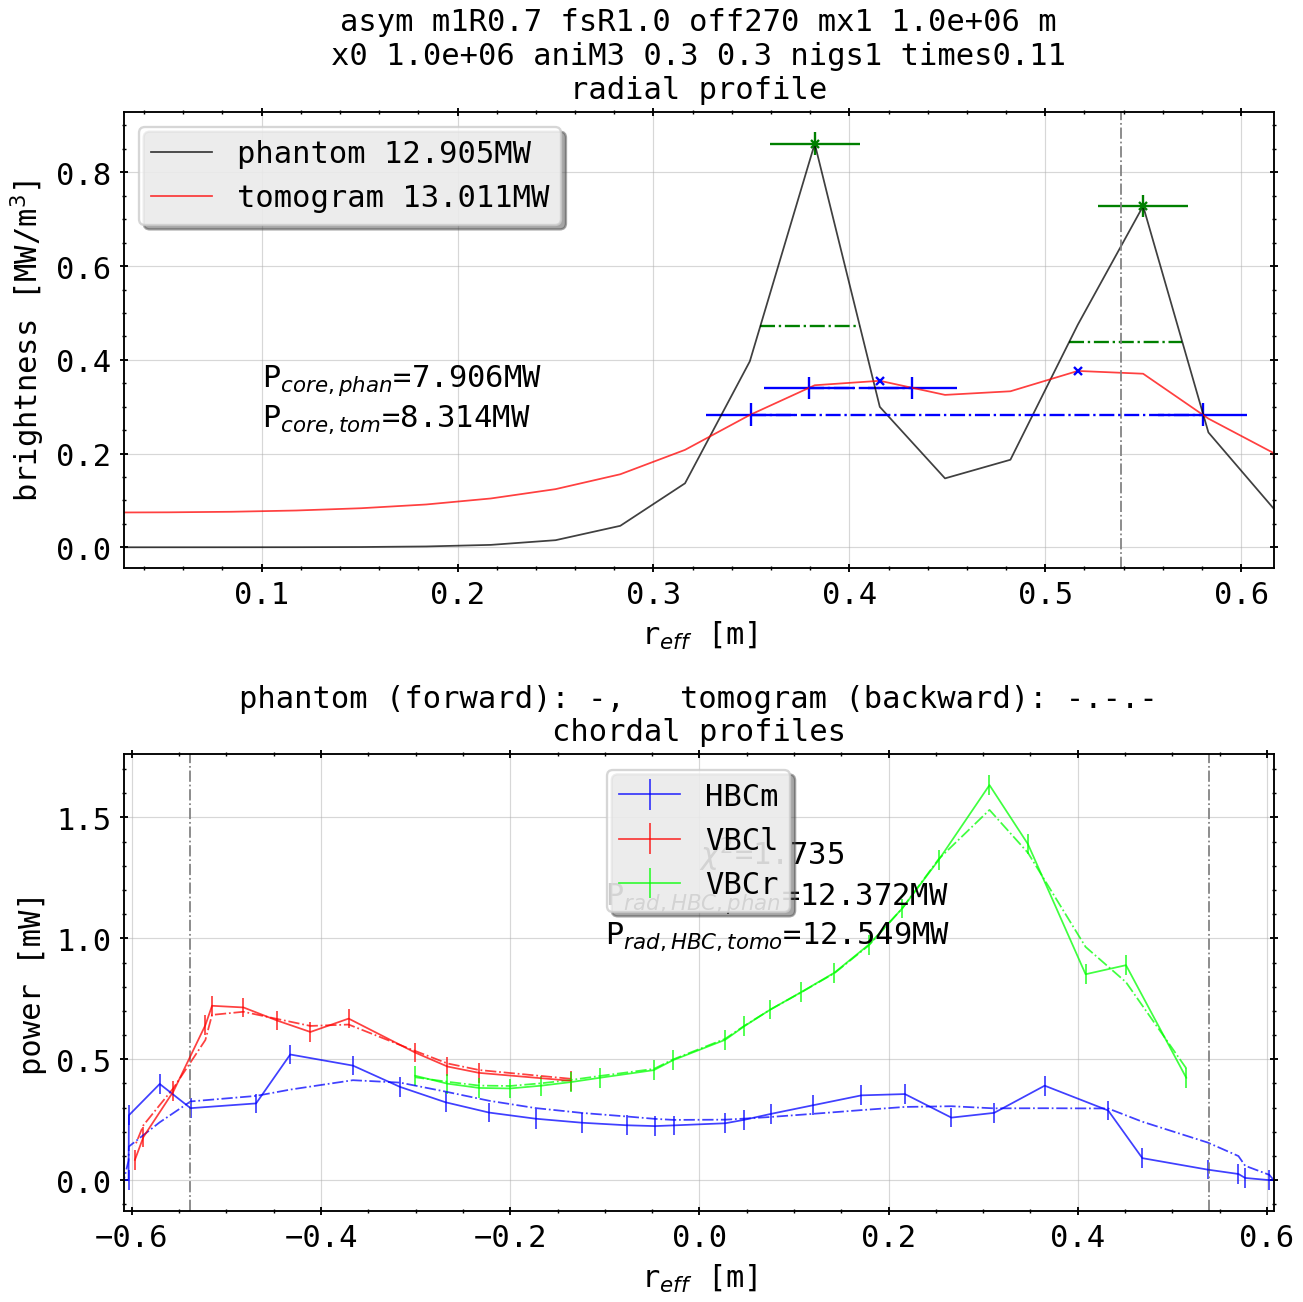 asym m1R0.7 fsR1.0 off270 mx1 1.0e+06 m
x0 1.0e+06 aniM3 0.3 0.3 nigs1 times0.11
radial profile
phantom 12.905MW
tomogram 13.011MW
brightness [MW/m³]
0.8
0.6
0.4
0.2
0.0
P_core,phan=7.906MW
P_core,tom=8.314MW
0.1 0.2 0.3 0.4 0.5 0.6
r_eff [m]
phantom (forward): -, tomogram (backward): -.-.-
chordal profiles
HBCm
VBCl
VBCr
χ²=1.735
P_rad,HBC,phan=12.372MW
P_rad,HBC,tomo=12.549MW
power [mW]
1.5
1.0
0.5
0.0
−0.6 −0.4 −0.2 0.0 0.2 0.4 0.6
r_eff [m]